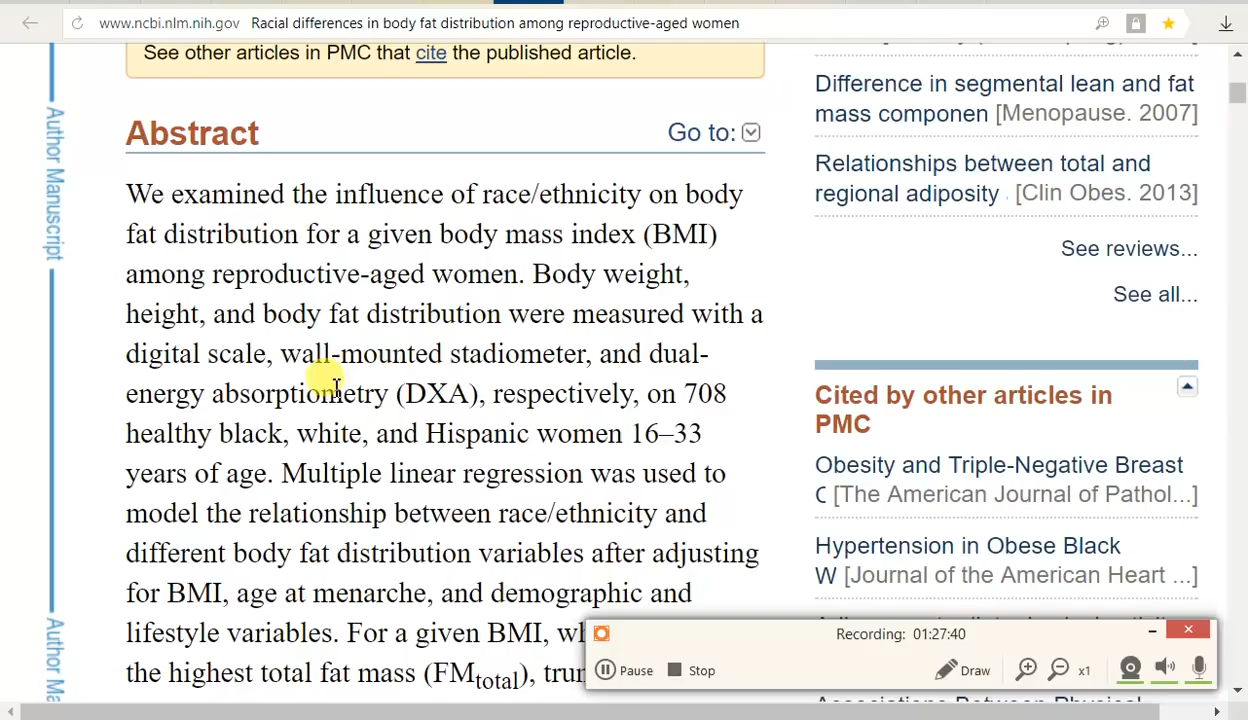 www.ncbi.nlm.nih.gov Racial differences in body fat distribution among reproductive-aged women
See other articles in PMC that cite the published article.
Abstract
Go to:
We examined the influence of race/ethnicity on body
fat distribution for a given body mass index (BMI)
among reproductive-aged women. Body weight,
height, and body fat distribution were measured with a
digital scale, wall-mounted stadiometer, and dual-
energy absorptiometry (DXA), respectively, on 708
healthy black, white, and Hispanic women 16–33
years of age. Multiple linear regression was used to
model the relationship between race/ethnicity and
different body fat distribution variables after adjusting
for BMI, age at menarche, and demographic and
lifestyle variables. For a given BMI, wh
the highest total fat mass (FMtotal), trun
Author Manuscript
Author Ma
Difference in segmental lean and fat
mass componen [Menopause. 2007]
Relationships between total and
regional adiposity . [Clin Obes. 2013]
See reviews...
See all...
Cited by other articles in
PMC
Obesity and Triple-Negative Breast
C [The American Journal of Pathol...]
Hypertension in Obese Black
W [Journal of the American Heart ...]
Associations Between Physical
Recording: 01:27:40
Pause
Stop
Draw
x1